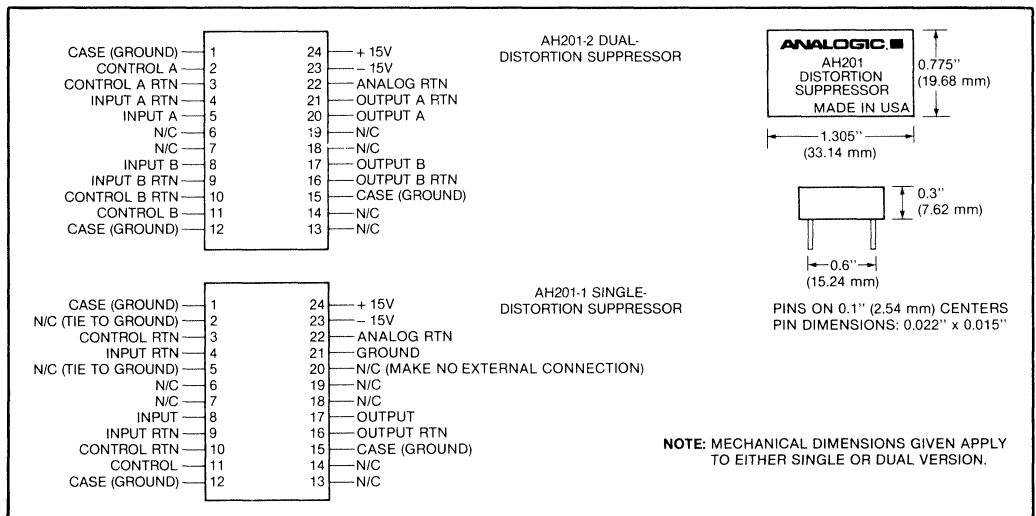 AH201-2 DUAL-
DISTORTION SUPPRESSOR
CASE (GROUND) 1 24 + 15V
CONTROL A 2 23 − 15V
CONTROL A RTN 3 22 ANALOG RTN
INPUT A RTN 4 21 OUTPUT A RTN
INPUT A 5 20 OUTPUT A
N/C 6 19 N/C
N/C 7 18 N/C
INPUT B 8 17 OUTPUT B
INPUT B RTN 9 16 OUTPUT B RTN
CONTROL B RTN 10 15 CASE (GROUND)
CONTROL B 11 14 N/C
CASE (GROUND) 12 13 N/C
AH201-1 SINGLE-
DISTORTION SUPPRESSOR
CASE (GROUND) 1 24 + 15V
N/C (TIE TO GROUND) 2 23 − 15V
CONTROL RTN 3 22 ANALOG RTN
INPUT RTN 4 21 GROUND
N/C (TIE TO GROUND) 5 20 N/C (MAKE NO EXTERNAL CONNECTION)
N/C 6 19 N/C
N/C 7 18 N/C
INPUT 8 17 OUTPUT
INPUT RTN 9 16 OUTPUT RTN
CONTROL RTN 10 15 CASE (GROUND)
CONTROL 11 14 N/C
CASE (GROUND) 12 13 N/C
ANALOGIC.
AH201
DISTORTION
SUPPRESSOR
MADE IN USA
0.775''
(19.68 mm)
1.305''
(33.14 mm)
0.3''
(7.62 mm)
0.6''
(15.24 mm)
PINS ON 0.1'' (2.54 mm) CENTERS
PIN DIMENSIONS: 0.022'' x 0.015''
NOTE: MECHANICAL DIMENSIONS GIVEN APPLY
TO EITHER SINGLE OR DUAL VERSION.